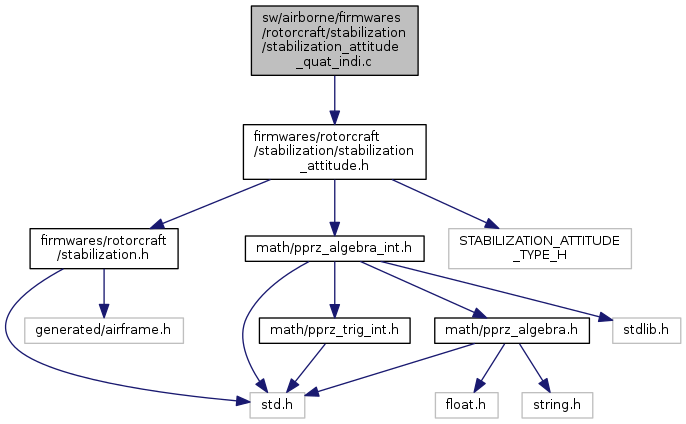 sw/airborne/firmwares
/rotorcraft/stabilization
/stabilization_attitude
_quat_indi.c
firmwares/rotorcraft
/stabilization/stabilization
_attitude.h
firmwares/rotorcraft
/stabilization.h
math/pprz_algebra_int.h
STABILIZATION_ATTITUDE
_TYPE_H
generated/airframe.h
math/pprz_trig_int.h
math/pprz_algebra.h
stdlib.h
std.h
float.h
string.h